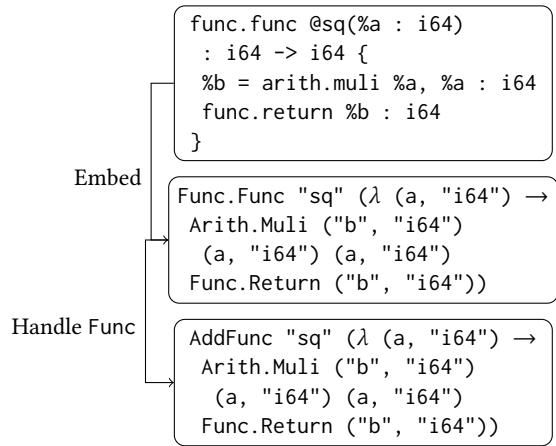 func.func @sq(%a : i64)
: i64 -> i64 {
%b = arith.muli %a, %a : i64
func.return %b : i64
}
Embed
Func.Func "sq" (λ (a, "i64") →
Arith.Muli ("b", "i64")
(a, "i64") (a, "i64")
Func.Return ("b", "i64"))
Handle Func
AddFunc "sq" (λ (a, "i64") →
Arith.Muli ("b", "i64")
(a, "i64") (a, "i64")
Func.Return ("b", "i64"))